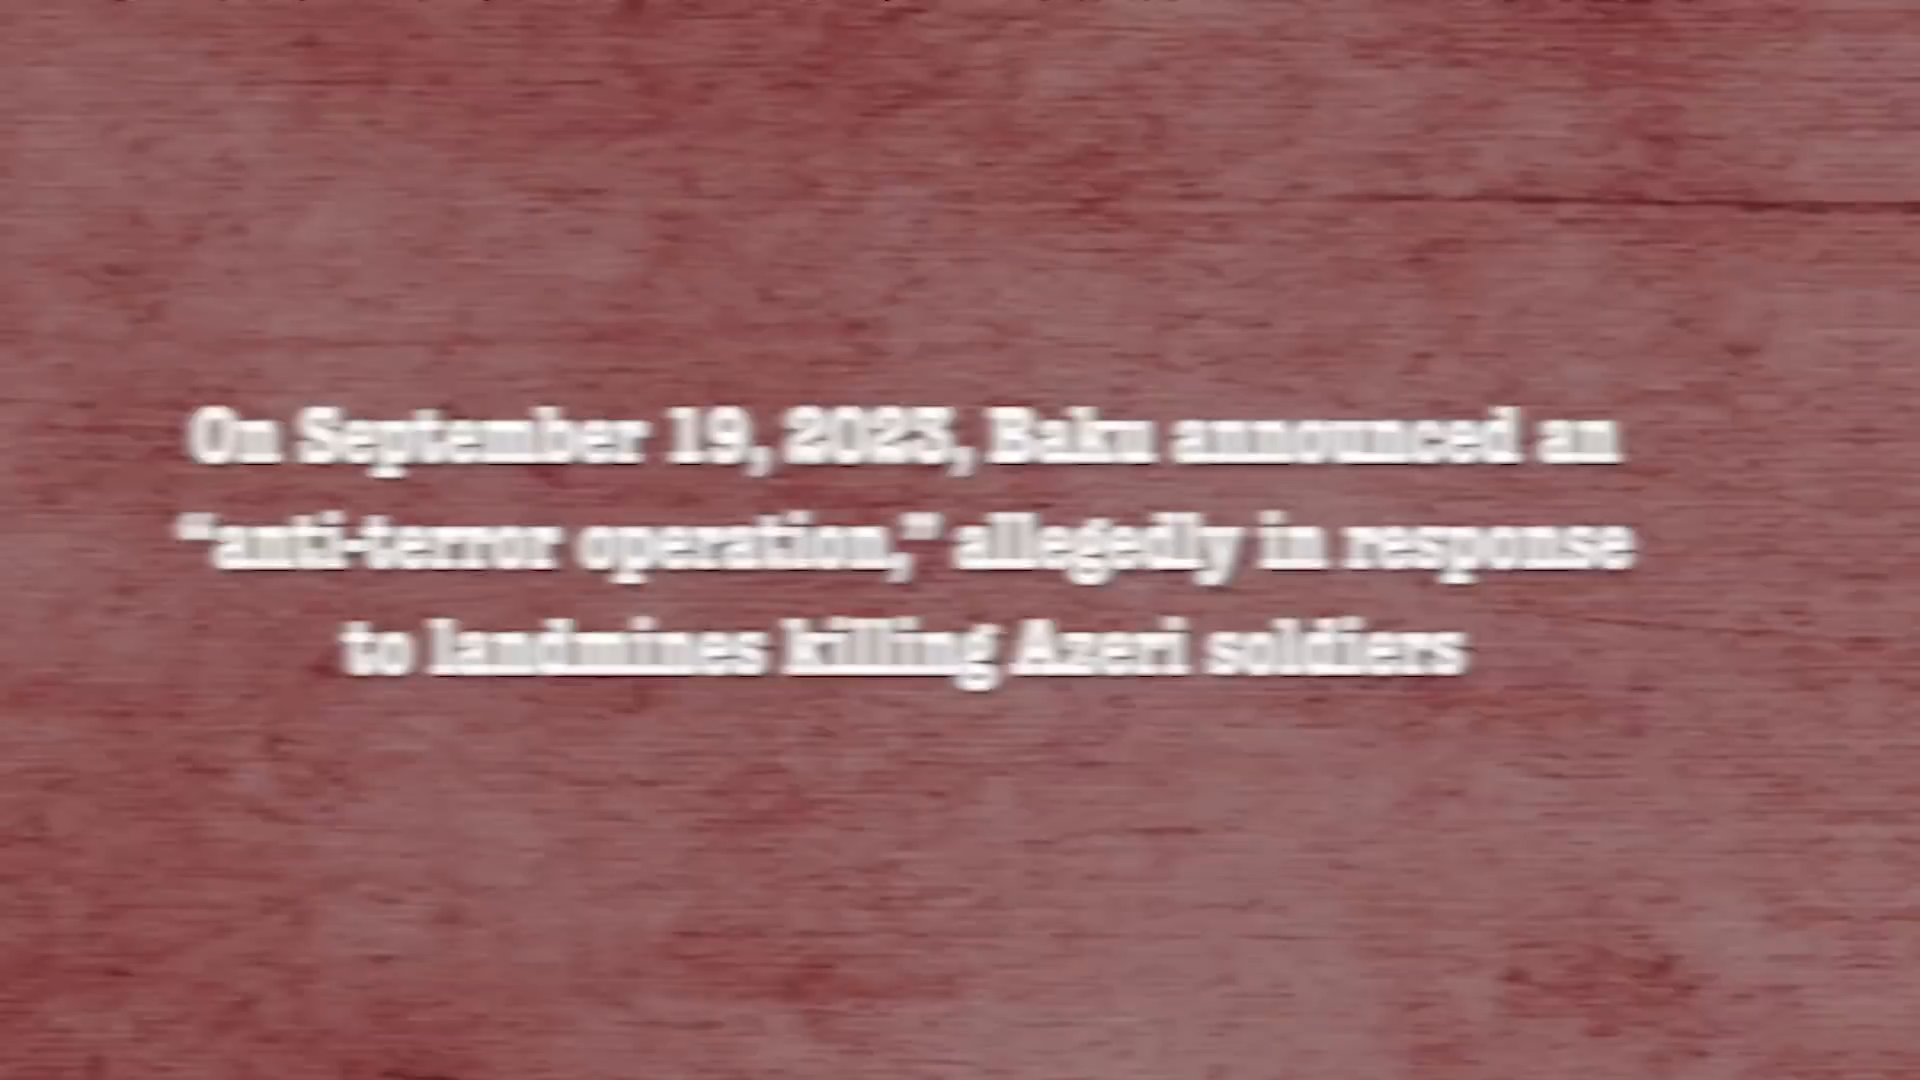 On September 19, 2023, Baku announced an
“anti-terror operation,” allegedly in response
to landmines killing Azeri soldiers